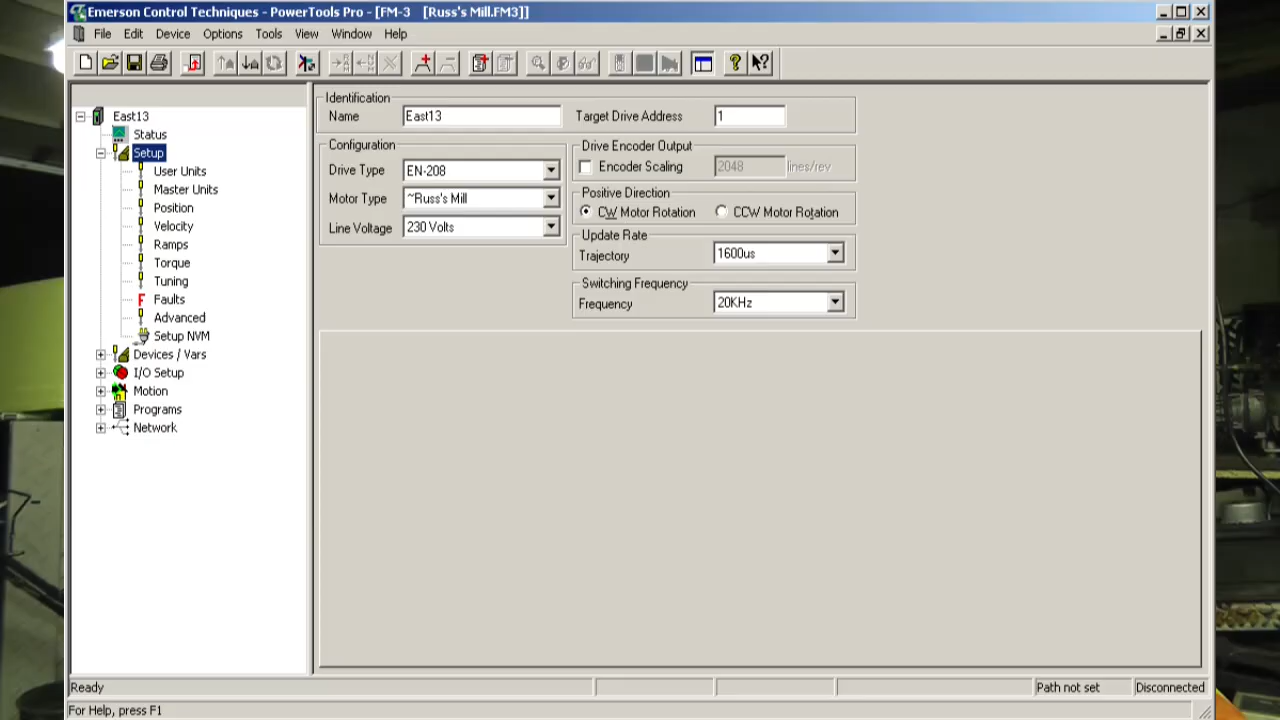 Emerson Control Techniques - PowerTools Pro - [FM-3 [Russ's Mill.FM3]]
File Edit Device Options Tools View Window Help
East13
Status
Setup
User Units
Master Units
Position
Velocity
Ramps
Torque
Tuning
Faults
Advanced
Setup NVM
Devices / Vars
I/O Setup
Motion
Programs
Network
Identification
Name East13 Target Drive Address 1
Configuration
Drive Type EN-208
Motor Type ~Russ's Mill
Line Voltage 230 Volts
Drive Encoder Output
Encoder Scaling 2048 lines/rev
Positive Direction
CW Motor Rotation CCW Motor Rotation
Update Rate
Trajectory 1600us
Switching Frequency
Frequency 20KHz
Ready Path not set Disconnected
For Help, press F1